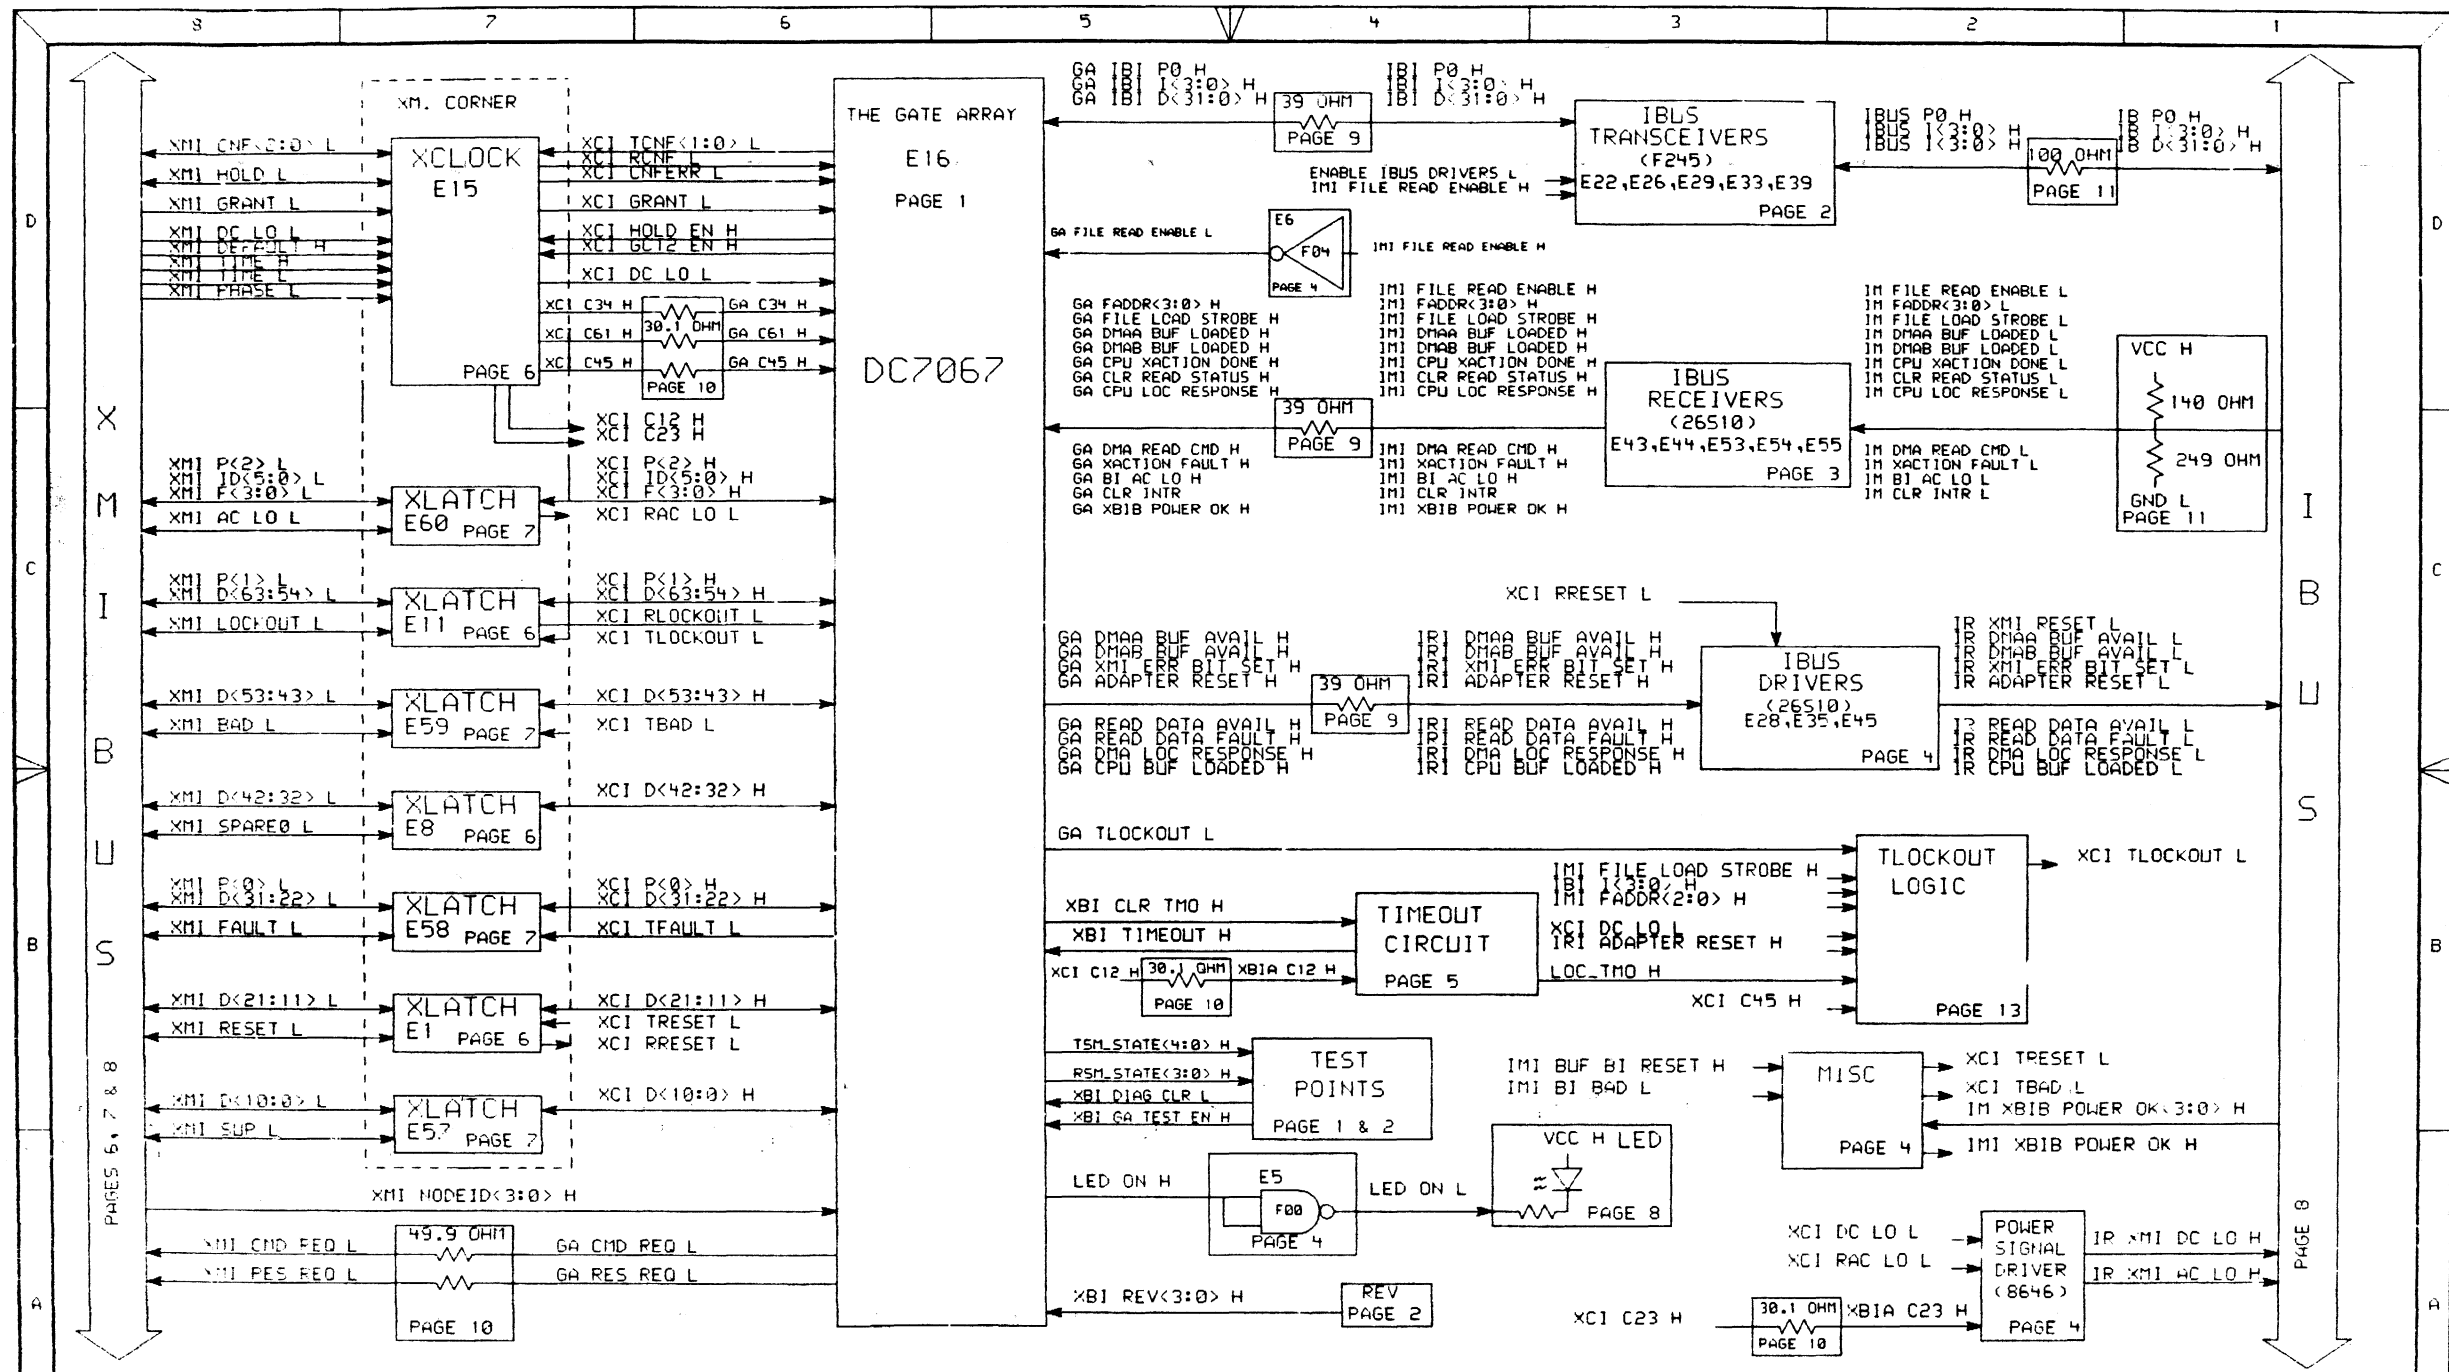 8 7 6 5 4 3 2 1
D
C
B
A
D
C
B
A
X M I B U S
PAGES 6, 7 & 8
XMI CNF<2:0> L
XMI HOLD L
XMI GRANT L
XMI DC LO L
XMI DEFAULT H
XMI TIME H
XMI TIME L
XMI PHASE L
XMI P<2> L
XMI ID<5:0> L
XMI F<3:0> L
XMI AC LO L
XMI P<1> L
XMI D<63:54> L
XMI LOCKOUT L
XMI D<53:43> L
XMI BAD L
XMI D<42:32> L
XMI SPARE0 L
XMI P<0> L
XMI D<31:22> L
XMI FAULT L
XMI D<21:11> L
XMI RESET L
XMI D<10:0> L
XMI SUP L
XMI NODEID<3:0> H
XMI CMD REQ L
XMI RES REQ L
49.9 OHM
PAGE 10
GA CMD REQ L
GA RES REQ L
XM. CORNER
XCLOCK
E15
PAGE 6
XLATCH
E60 PAGE 7
XLATCH
E11 PAGE 6
XLATCH
E59 PAGE 7
XLATCH
E8 PAGE 6
XLATCH
E58 PAGE 7
XLATCH
E1 PAGE 6
XLATCH
E57 PAGE 7
XCI TCNF<1:0> L
XCI RCNF L
XCI CNFERR L
XCI GRANT L
XCI HOLD EN H
XCI GCT2 EN H
XCI DC LO L
XCI C34 H
XCI C61 H
XCI C45 H
30.1 OHM
PAGE 10
GA C34 H
GA C61 H
GA C45 H
XCI C12 H
XCI C23 H
XCI P<2> H
XCI ID<5:0> H
XCI F<3:0> H
XCI RAC LO L
XCI P<1> H
XCI D<63:54> H
XCI RLOCKOUT L
XCI TLOCKOUT L
XCI D<53:43> H
XCI TBAD L
XCI D<42:32> H
XCI P<0> H
XCI D<31:22> H
XCI TFAULT L
XCI D<21:11> H
XCI TRESET L
XCI RRESET L
XCI D<10:0> H
THE GATE ARRAY
E16
PAGE 1
DC7067
GA IBI P0 H
GA IBI I<3:0> H
GA IBI D<31:0> H
39 OHM
PAGE 9
IBI P0 H
IBI I<3:0> H
IBI D<31:0> H
ENABLE IBUS DRIVERS L
IMI FILE READ ENABLE H
IBUS
TRANSCEIVERS
(F245)
E22,E26,E29,E33,E39
PAGE 2
IBUS P0 H
IBUS I<3:0> H
IBUS I<3:0> H
100 OHM
PAGE 11
IB P0 H
IB I<3:0> H
IB D<31:0> H
GA FILE READ ENABLE L
E6
F04
PAGE 4
IMI FILE READ ENABLE H
GA FADDR<3:0> H
GA FILE LOAD STROBE H
GA DMAA BUF LOADED H
GA DMAB BUF LOADED H
GA CPU XACTION DONE H
GA CLR READ STATUS H
GA CPU LOC RESPONSE H
39 OHM
PAGE 9
GA DMA READ CMD H
GA XACTION FAULT H
GA BI AC LO H
GA CLR INTR
GA XBIB POWER OK H
IMI FILE READ ENABLE H
IMI FADDR<3:0> H
IMI FILE LOAD STROBE H
IMI DMAA BUF LOADED H
IMI DMAB BUF LOADED H
IMI CPU XACTION DONE H
IMI CLR READ STATUS H
IMI CPU LOC RESPONSE H
IMI DMA READ CMD H
IMI XACTION FAULT H
IMI BI AC LO H
IMI CLR INTR
IMI XBIB POWER OK H
IBUS
RECEIVERS
(26S10)
E43,E44,E53,E54,E55
PAGE 3
IM FILE READ ENABLE L
IM FADDR<3:0> L
IM FILE LOAD STROBE L
IM DMAA BUF LOADED L
IM DMAB BUF LOADED L
IM CPU XACTION DONE L
IM CLR READ STATUS L
IM CPU LOC RESPONSE L
IM DMA READ CMD L
IM XACTION FAULT L
IM BI AC LO L
IM CLR INTR L
VCC H
140 OHM
249 OHM
GND L
PAGE 11
XCI RRESET L
GA DMAA BUF AVAIL H
GA DMAB BUF AVAIL H
GA XMI ERR BIT SET H
GA ADAPTER RESET H
39 OHM
PAGE 9
GA READ DATA AVAIL H
GA READ DATA FAULT H
GA DMA LOC RESPONSE H
GA CPU BUF LOADED H
IRI DMAA BUF AVAIL H
IRI DMAB BUF AVAIL H
IRI XMI ERR BIT SET H
IRI ADAPTER RESET H
IRI READ DATA AVAIL H
IRI READ DATA FAULT H
IRI DMA LOC RESPONSE H
IRI CPU BUF LOADED H
IBUS
DRIVERS
(26S10)
E28,E35,E45
PAGE 4
IR XMI RESET L
IR DMAA BUF AVAIL L
IR DMAB BUF AVAIL L
IR XMI ERR BIT SET L
IR ADAPTER RESET L
IR READ DATA AVAIL L
IR READ DATA FAULT L
IR DMA LOC RESPONSE L
IR CPU BUF LOADED L
GA TLOCKOUT L
IMI FILE LOAD STROBE H
IBI I<3:0> H
IMI FADDR<2:0> H
XCI DC LO L
IRI ADAPTER RESET H
LOC_TMO H
XCI C45 H
TLOCKOUT
LOGIC
PAGE 13
XCI TLOCKOUT L
XBI CLR TMO H
XBI TIMEOUT H
XCI C12 H
30.1 OHM
PAGE 10
XBIA C12 H
TIMEOUT
CIRCUIT
PAGE 5
TSM_STATE<4:0> H
RSM_STATE<3:0> H
XBI DIAG CLR L
XBI GA TEST EN H
TEST
POINTS
PAGE 1 & 2
IMI BUF BI RESET H
IMI BI BAD L
MISC
PAGE 4
XCI TRESET L
XCI TBAD L
IM XBIB POWER OK<3:0> H
IMI XBIB POWER OK H
LED ON H
E5
F00
PAGE 4
LED ON L
VCC H LED
PAGE 8
XBI REV<3:0> H
REV
PAGE 2
XCI DC LO L
XCI RAC LO L
XCI C23 H
30.1 OHM
PAGE 10
XBIA C23 H
POWER
SIGNAL
DRIVER
(8646)
PAGE 4
IR XMI DC LO H
IR XMI AC LO H
I B U S
PAGE 8